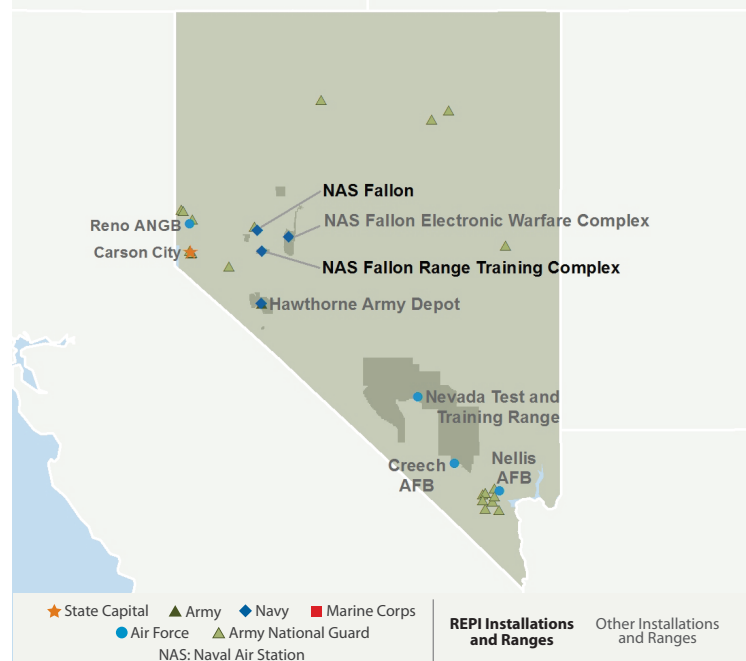 NAS Fallon
Reno ANGB
NAS Fallon Electronic Warfare Complex
Carson City
NAS Fallon Range Training Complex
Hawthorne Army Depot
Nevada Test and
Training Range
Creech
AFB
Nellis
AFB
State Capital
Army
Navy
Marine Corps
Air Force
Army National Guard
NAS: Naval Air Station
REPI Installations
and Ranges
Other Installations
and Ranges